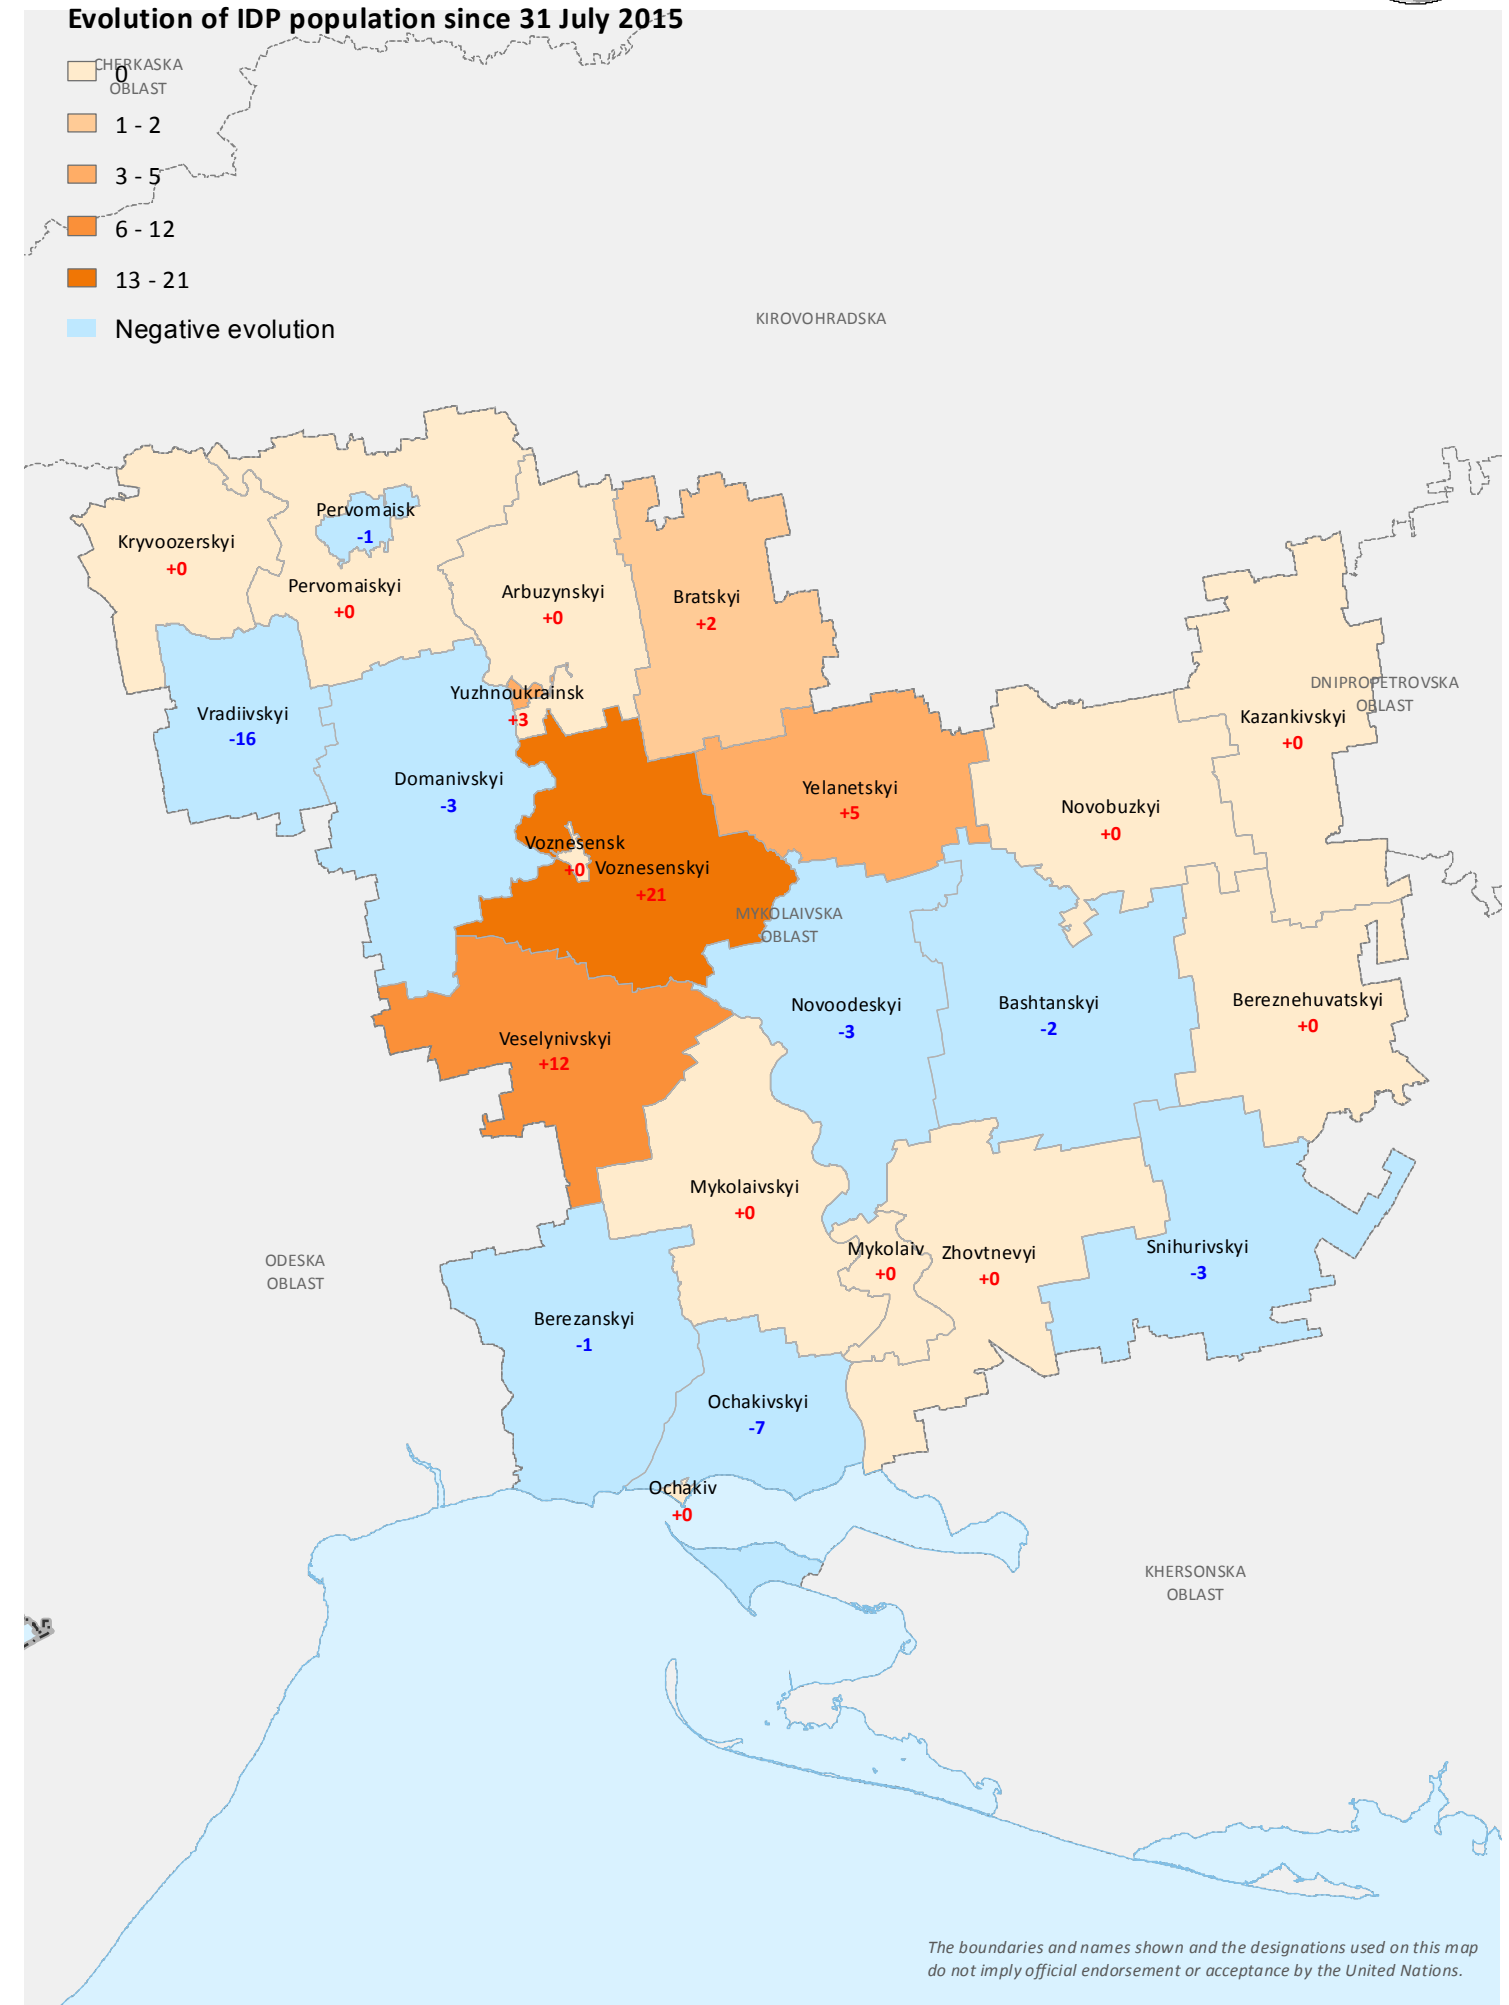 Evolution of IDP population since 31 July 2015
CHERKASKA
OBLAST
0
1 - 2
3 - 5
6 - 12
13 - 21
Negative evolution
KIROVOHRADSKA
Pervomaisk
-1
Kryvoozerskyi
+0
Pervomaiskyi
+0
Arbuzynskyi
+0
Bratskyi
+2
Yuzhnoukrainsk
+3
DNIPROPETROVSKA
OBLAST
Vradiivskyi
-16
Kazankivskyi
+0
Domanivskyi
-3
Yelanetskyi
+5
Novobuzkyi
+0
Voznesensk
+0
Voznesenskyi
+21
MYKOLAIVSKA
OBLAST
Novoodeskyi
-3
Bashtanskyi
-2
Bereznehuvatskyi
+0
Veselynivskyi
+12
Mykolaivskyi
+0
Mykolaiv
+0
Zhovtnevyi
+0
Snihurivskyi
-3
ODESKA
OBLAST
Berezanskyi
-1
Ochakivskyi
-7
Ochakiv
+0
KHERSONSKA
OBLAST
The boundaries and names shown and the designations used on this map
do not imply official endorsement or acceptance by the United Nations.